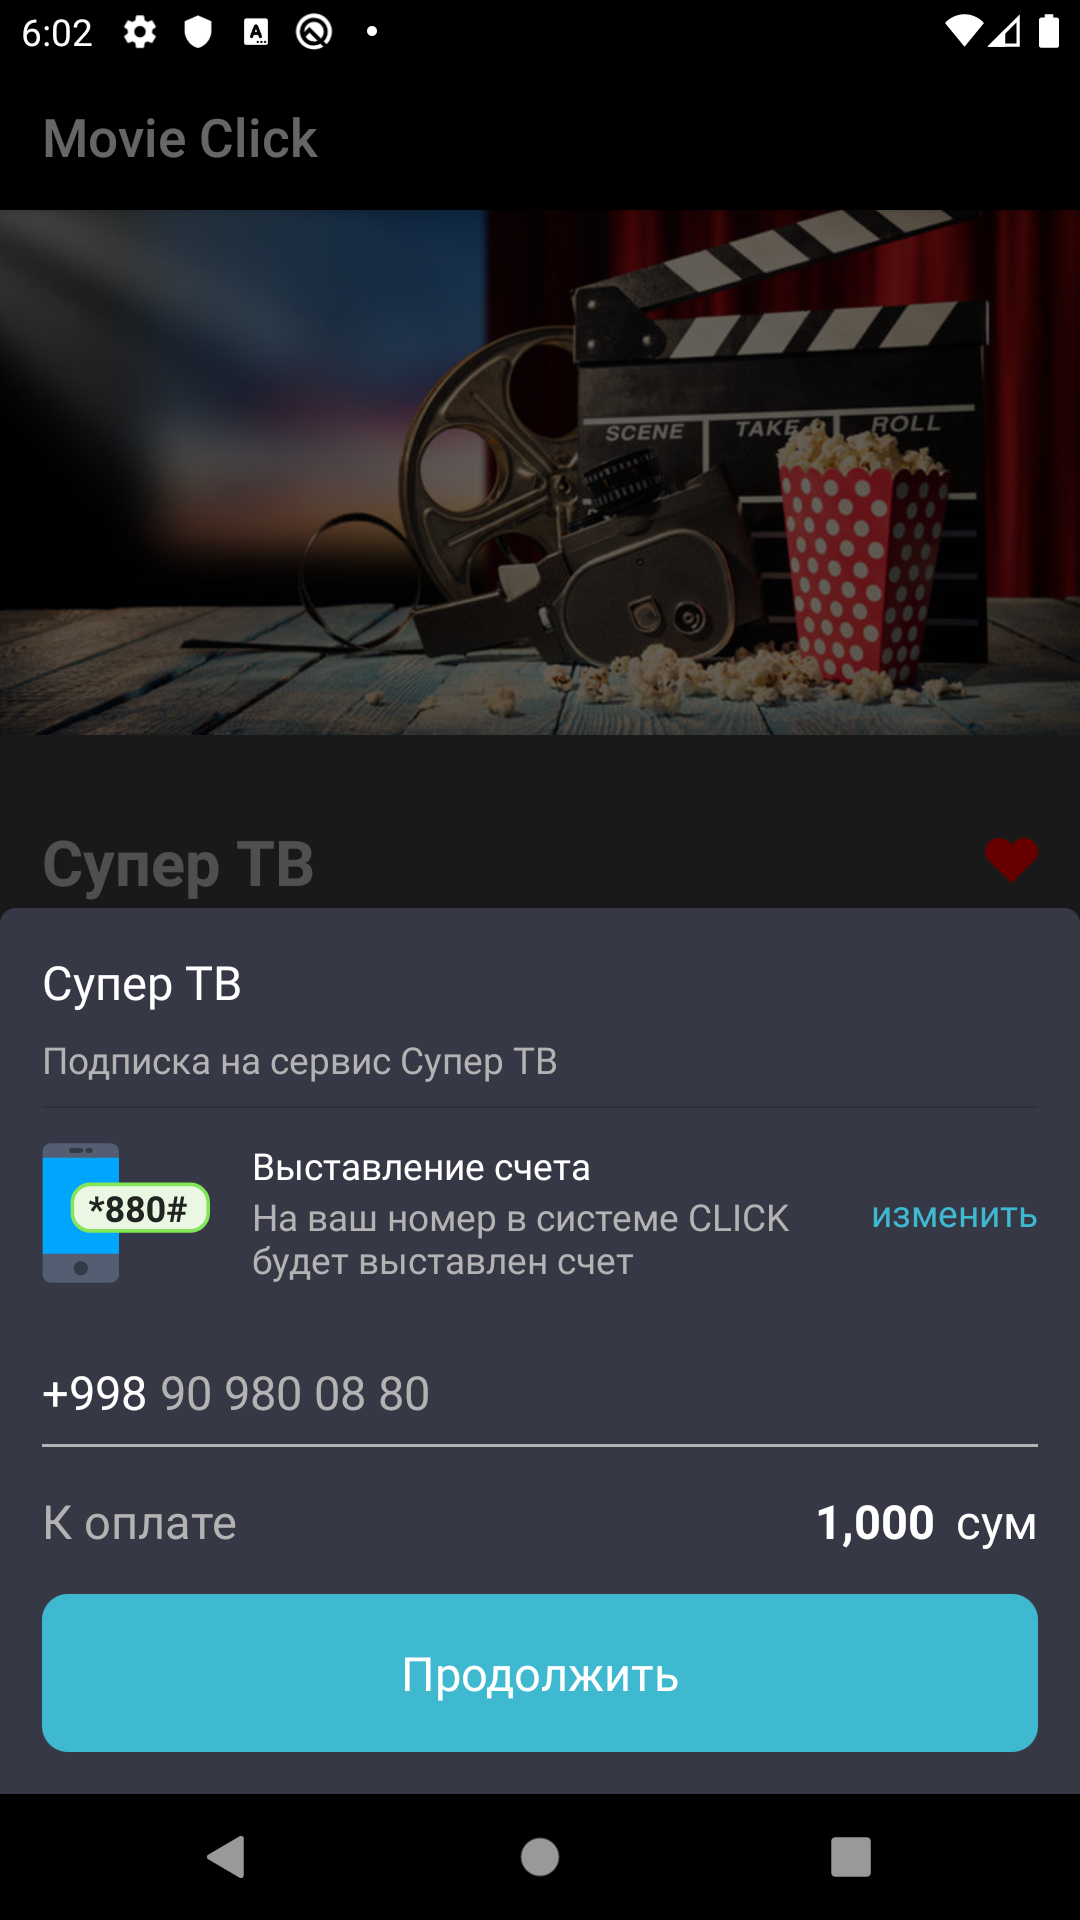 6:02
Movie Click
SCENE TAKE ROLL
Супер ТВ
Супер ТВ
Подписка на сервис Супер ТВ
*880#
Выставление счета
На ваш номер в системе CLICK
будет выставлен счет
изменить
+998 90 980 08 80
К оплате 1,000 сум
Продолжить